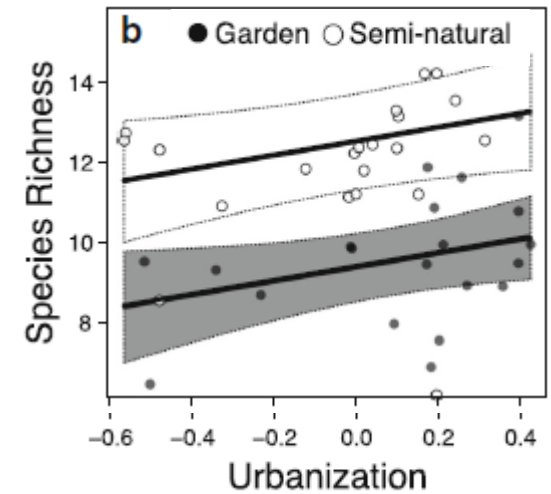 b ● Garden ○ Semi-natural
Species Richness
14
12
10
8
−0.6 −0.4 −0.2 0.0 0.2 0.4
Urbanization